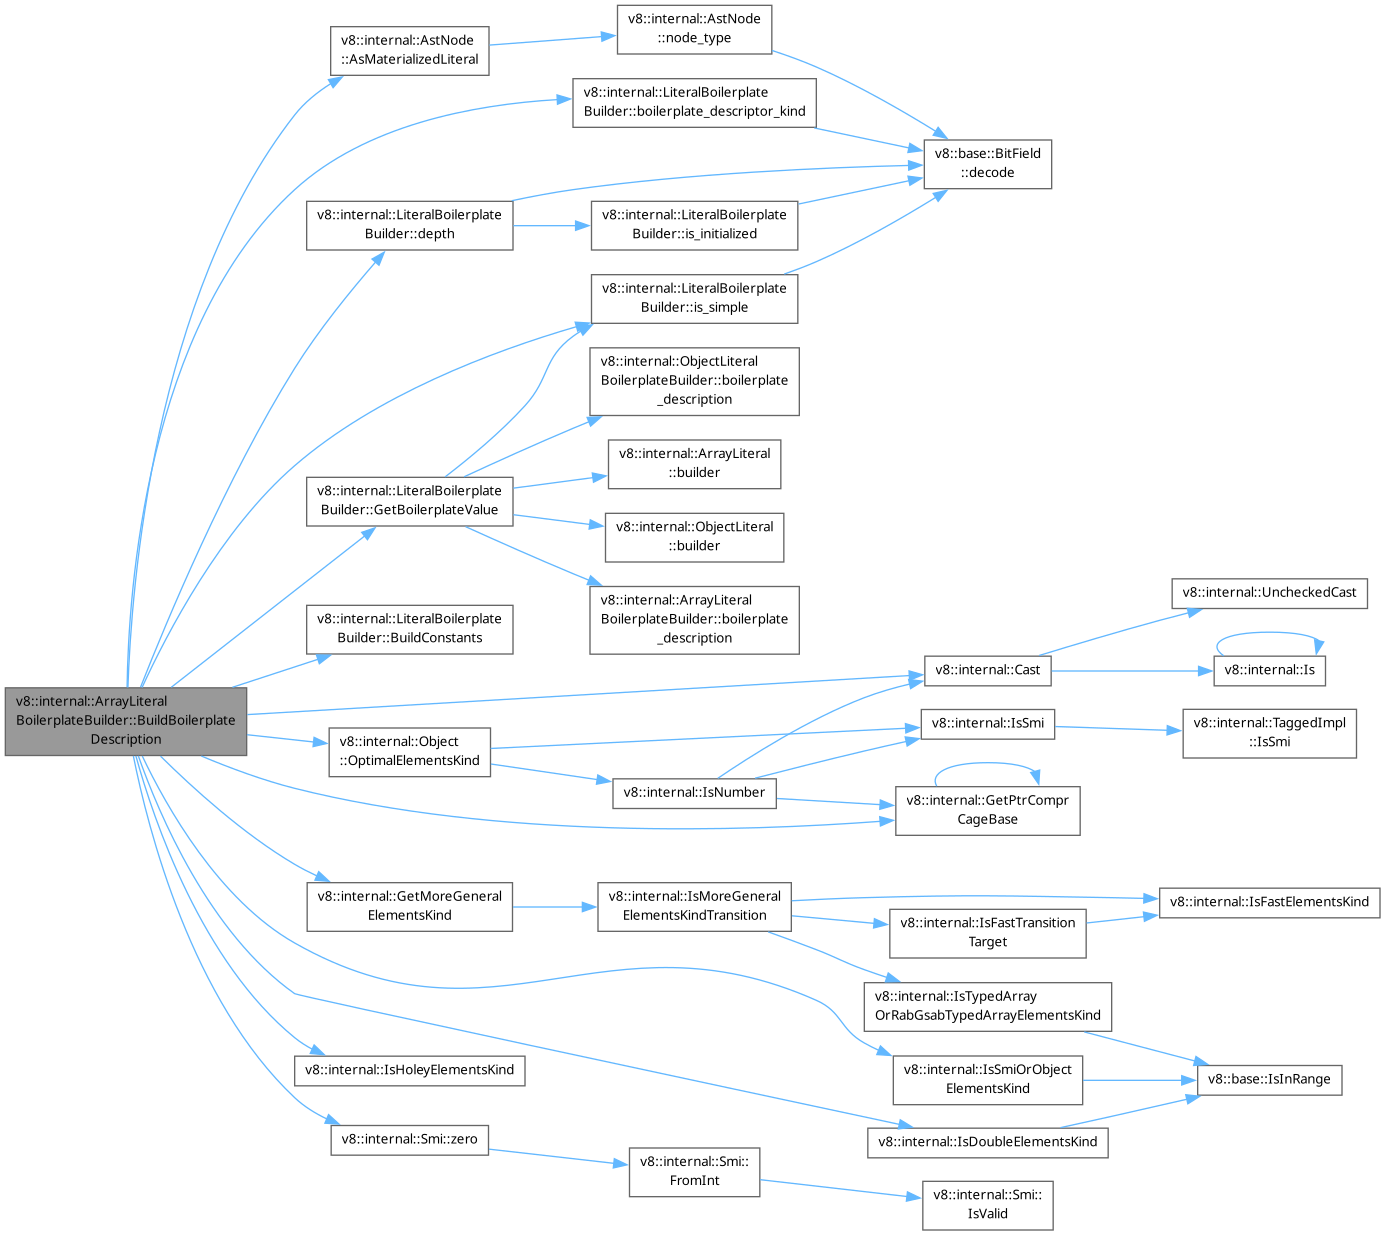 v8::internal::AstNode
::node_type
v8::internal::AstNode
::AsMaterializedLiteral
v8::internal::LiteralBoilerplate
Builder::boilerplate_descriptor_kind
v8::base::BitField
::decode
v8::internal::LiteralBoilerplate
Builder::depth
v8::internal::LiteralBoilerplate
Builder::is_initialized
v8::internal::LiteralBoilerplate
Builder::is_simple
v8::internal::ObjectLiteral
BoilerplateBuilder::boilerplate
_description
v8::internal::ArrayLiteral
::builder
v8::internal::LiteralBoilerplate
Builder::GetBoilerplateValue
v8::internal::ObjectLiteral
::builder
v8::internal::ArrayLiteral
BoilerplateBuilder::boilerplate
_description
v8::internal::UncheckedCast
v8::internal::LiteralBoilerplate
Builder::BuildConstants
v8::internal::Cast
v8::internal::Is
v8::internal::ArrayLiteral
BoilerplateBuilder::BuildBoilerplate
Description
v8::internal::IsSmi
v8::internal::TaggedImpl
::IsSmi
v8::internal::Object
::OptimalElementsKind
v8::internal::IsNumber
v8::internal::GetPtrCompr
CageBase
v8::internal::GetMoreGeneral
ElementsKind
v8::internal::IsMoreGeneral
ElementsKindTransition
v8::internal::IsFastElementsKind
v8::internal::IsFastTransition
Target
v8::internal::IsTypedArray
OrRabGsabTypedArrayElementsKind
v8::internal::IsHoleyElementsKind
v8::internal::IsSmiOrObject
ElementsKind
v8::base::IsInRange
v8::internal::Smi::zero
v8::internal::IsDoubleElementsKind
v8::internal::Smi::
FromInt
v8::internal::Smi::
IsValid